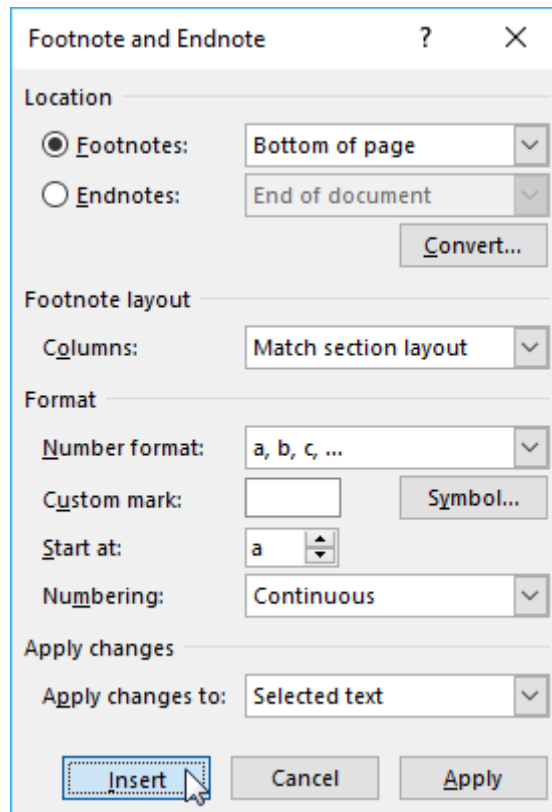 Footnote and Endnote ?
Location
Footnotes: Bottom of page
Endnotes: End of document
Convert...
Footnote layout
Columns: Match section layout
Format
Number format: a, b, c, ...
Custom mark: Symbol...
Start at: a
Numbering: Continuous
Apply changes
Apply changes to: Selected text
Insert Cancel Apply